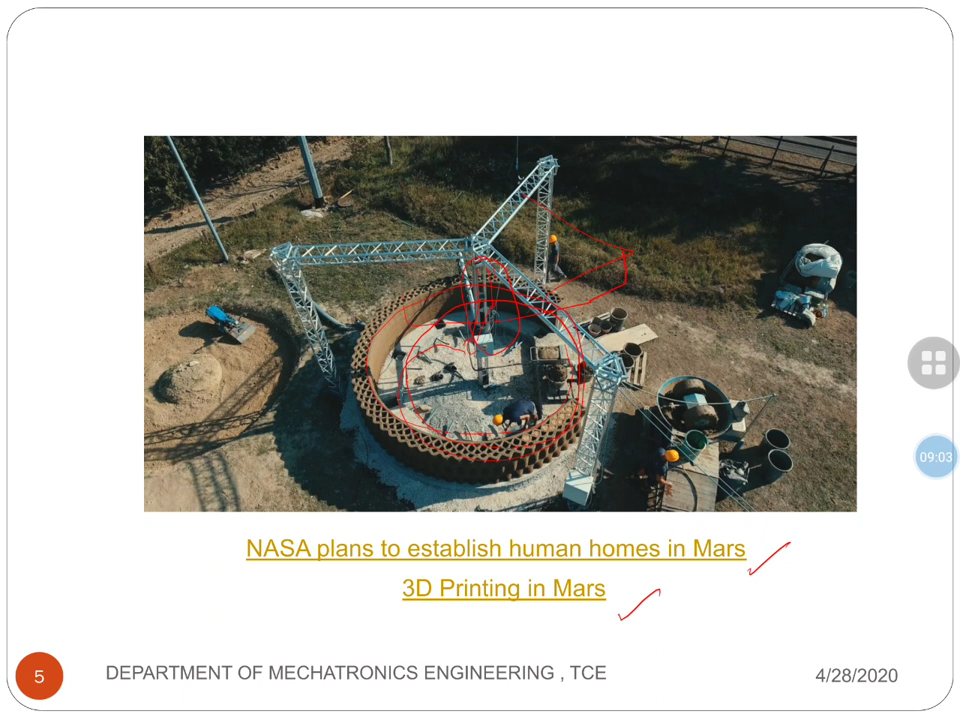 NASA plans to establish human homes in Mars
3D Printing in Mars
5
DEPARTMENT OF MECHATRONICS ENGINEERING , TCE
4/28/2020
09:03